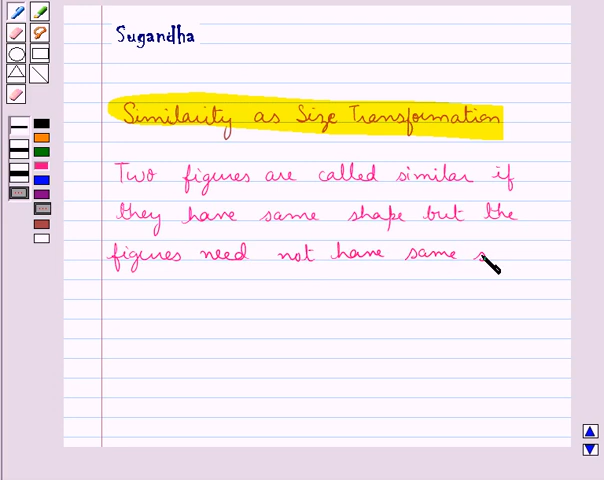 Sugandha
Similarity as Size Transformation
Two figures are called similar if
they have same shape but the
figures need not have same s